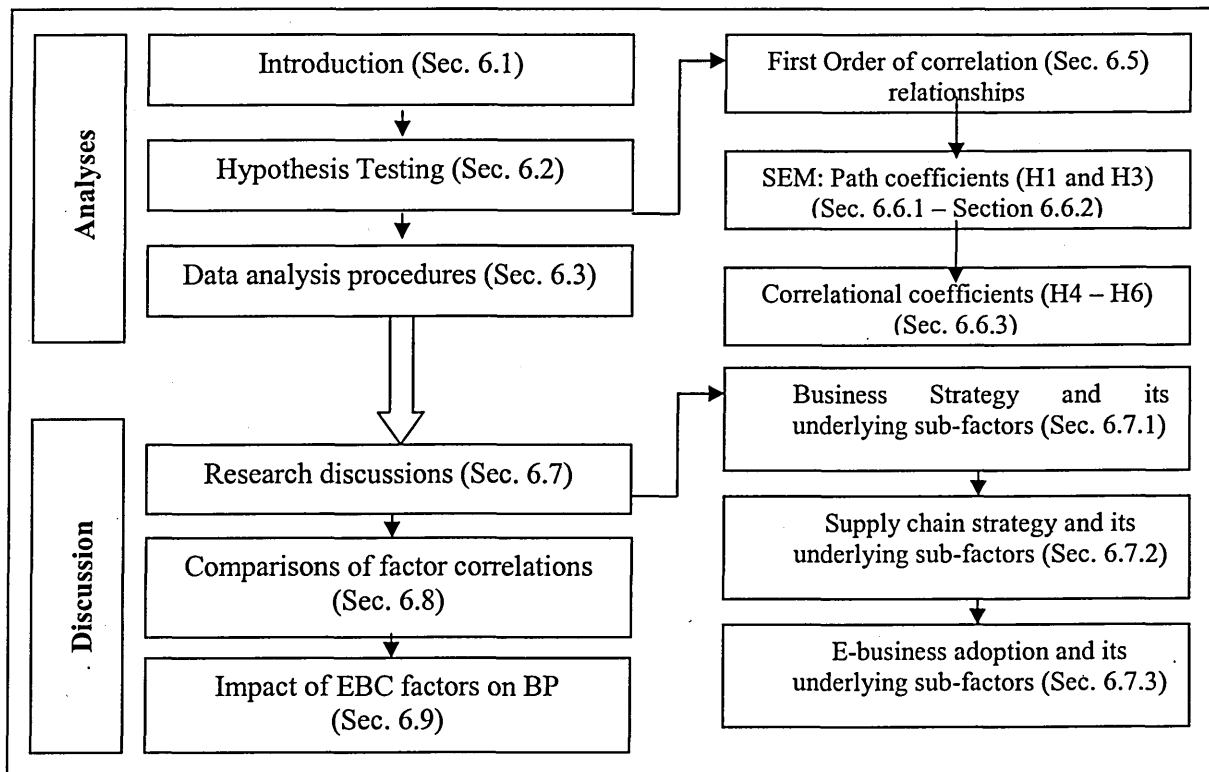 Analyses
Introduction (Sec. 6.1)
Hypothesis Testing (Sec. 6.2)
Data analysis procedures (Sec. 6.3)
First Order of correlation (Sec. 6.5)
relationships
SEM: Path coefficients (H1 and H3)
(Sec. 6.6.1 – Section 6.6.2)
Correlational coefficients (H4 – H6)
(Sec. 6.6.3)
Discussion
Research discussions (Sec. 6.7)
Comparisons of factor correlations
(Sec. 6.8)
Impact of EBC factors on BP
(Sec. 6.9)
Business Strategy and its
underlying sub-factors (Sec. 6.7.1)
Supply chain strategy and its
underlying sub-factors (Sec. 6.7.2)
E-business adoption and its
underlying sub-factors (Sec. 6.7.3)